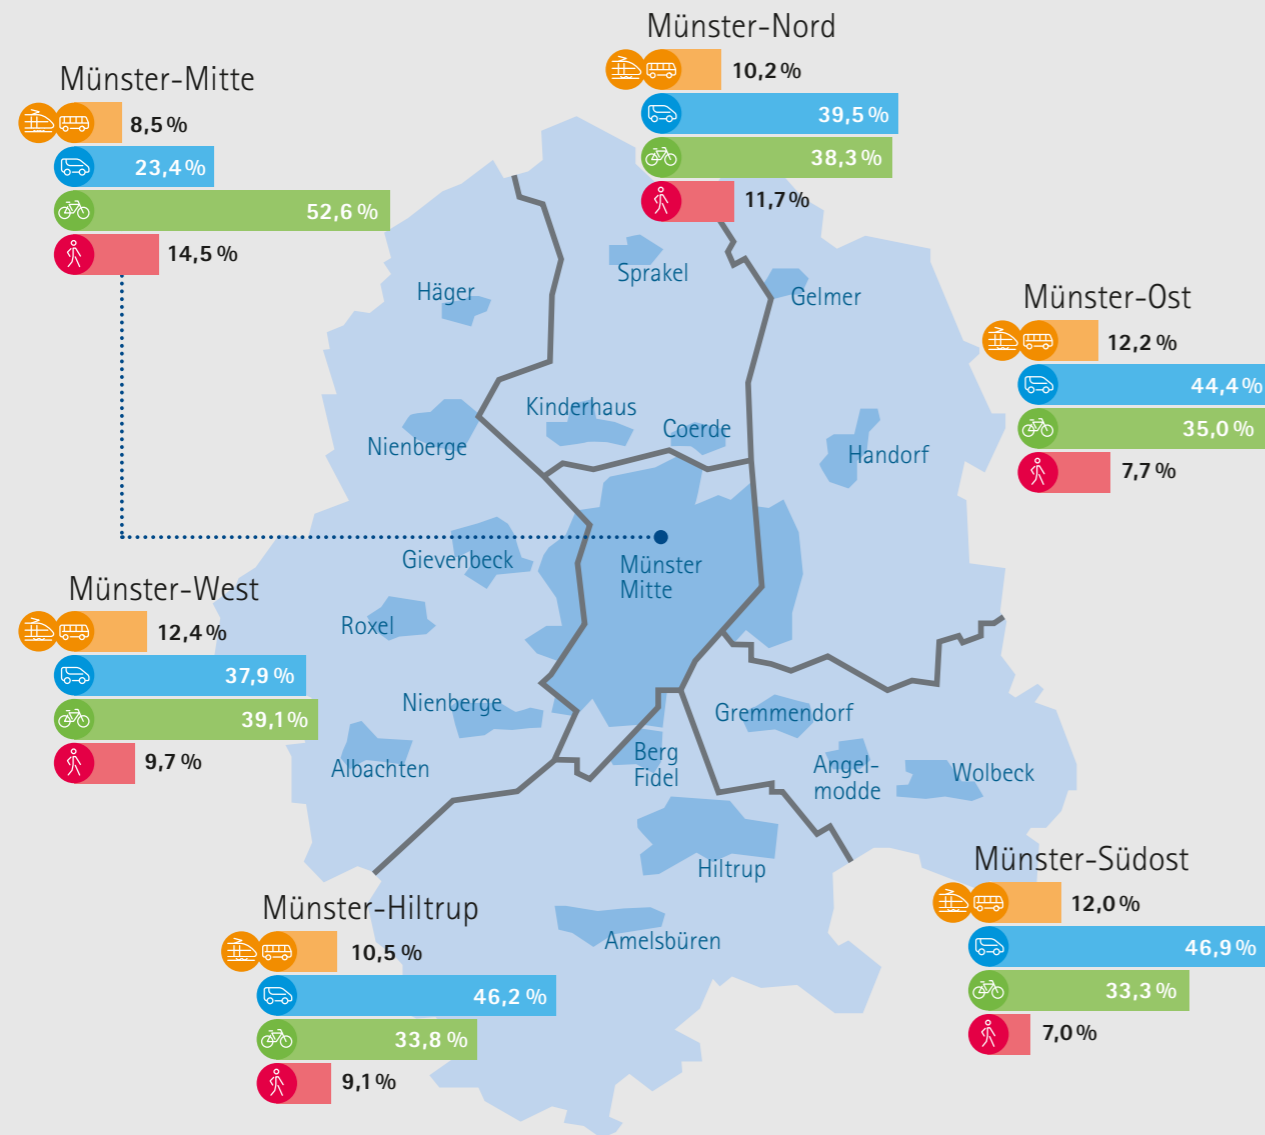 Münster-Nord
10,2 %
39,5 %
38,3 %
11,7 %
Münster-Mitte
8,5 %
23,4 %
52,6 %
14,5 %
Münster-Ost
12,2 %
44,4 %
35,0 %
7,7 %
Münster-West
12,4 %
37,9 %
39,1 %
9,7 %
Münster-Hiltrup
10,5 %
46,2 %
33,8 %
9,1 %
Münster-Südost
12,0 %
46,9 %
33,3 %
7,0 %
Sprakel
Häger
Gelmer
Kinderhaus
Coerde
Nienberge
Handorf
Gievenbeck
Münster
Mitte
Roxel
Nienberge
Gremmendorf
Albachten
Berg
Fidel
Angel-
modde
Wolbeck
Hiltrup
Amelsbüren